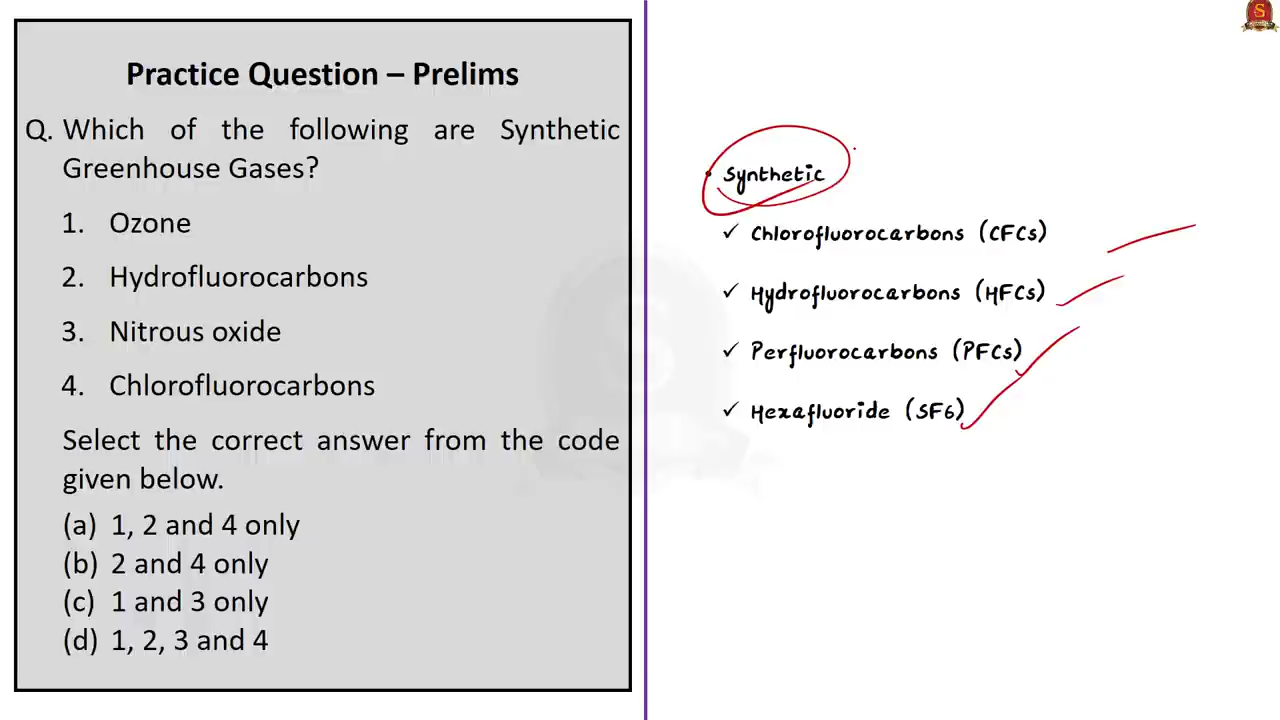 Practice Question – Prelims
Q. Which of the following are Synthetic
Greenhouse Gases?
1. Ozone
2. Hydrofluorocarbons
3. Nitrous oxide
4. Chlorofluorocarbons
Select the correct answer from the code
given below.
(a) 1, 2 and 4 only
(b) 2 and 4 only
(c) 1 and 3 only
(d) 1, 2, 3 and 4
• Synthetic
✓ Chlorofluorocarbons (CFCs)
✓ Hydrofluorocarbons (HFCs)
✓ Perfluorocarbons (PFCs)
✓ Hexafluoride (SF6)
S